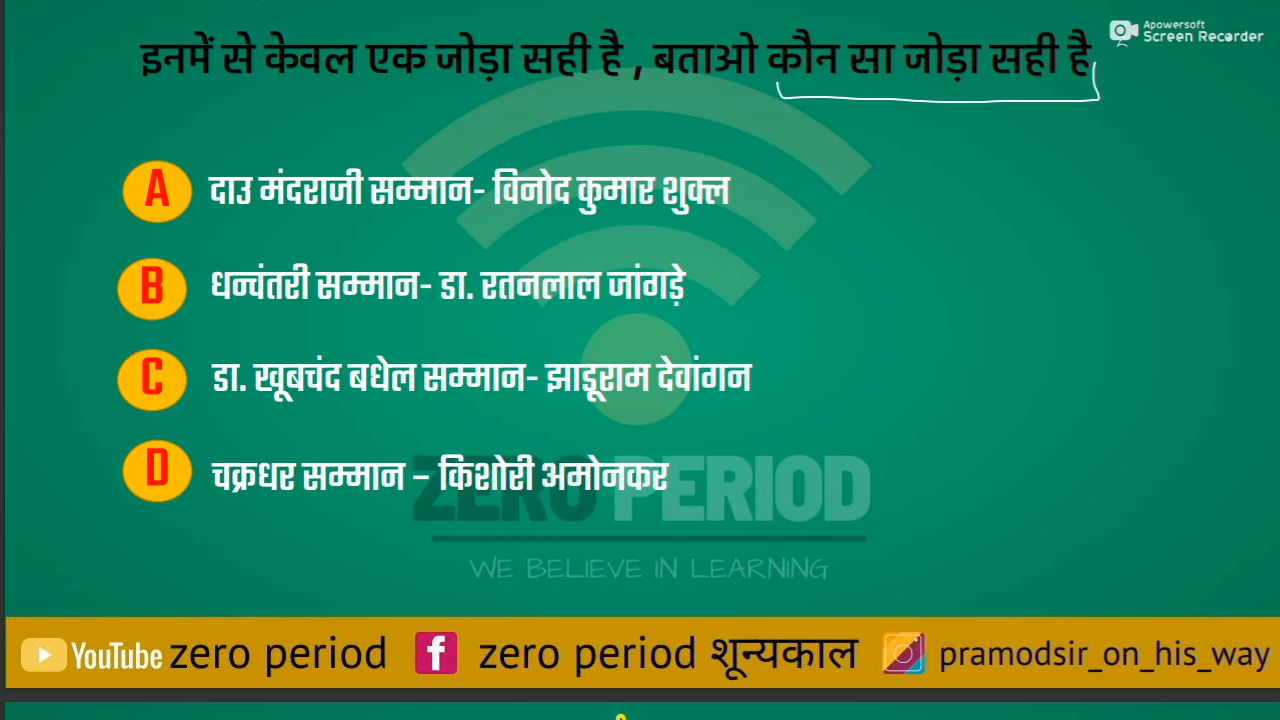 Apowersoft
Screen Recorder
इनमें से केवल एक जोड़ा सही है , बताओ कौन सा जोड़ा सही है
A दाउ मंदराजी सम्मान- विनोद कुमार शुक्ल
B धन्वंतरी सम्मान- डा. रतनलाल जांगड़े
C डा. खूबचंद बधेल सम्मान- झाडूराम देवांगन
D चक्रधर सम्मान – किशोरी अमोनकर
ZERO PERIOD
WE BELIEVE IN LEARNING
YouTube zero period f zero period शून्यकाल pramodsir_on_his_way